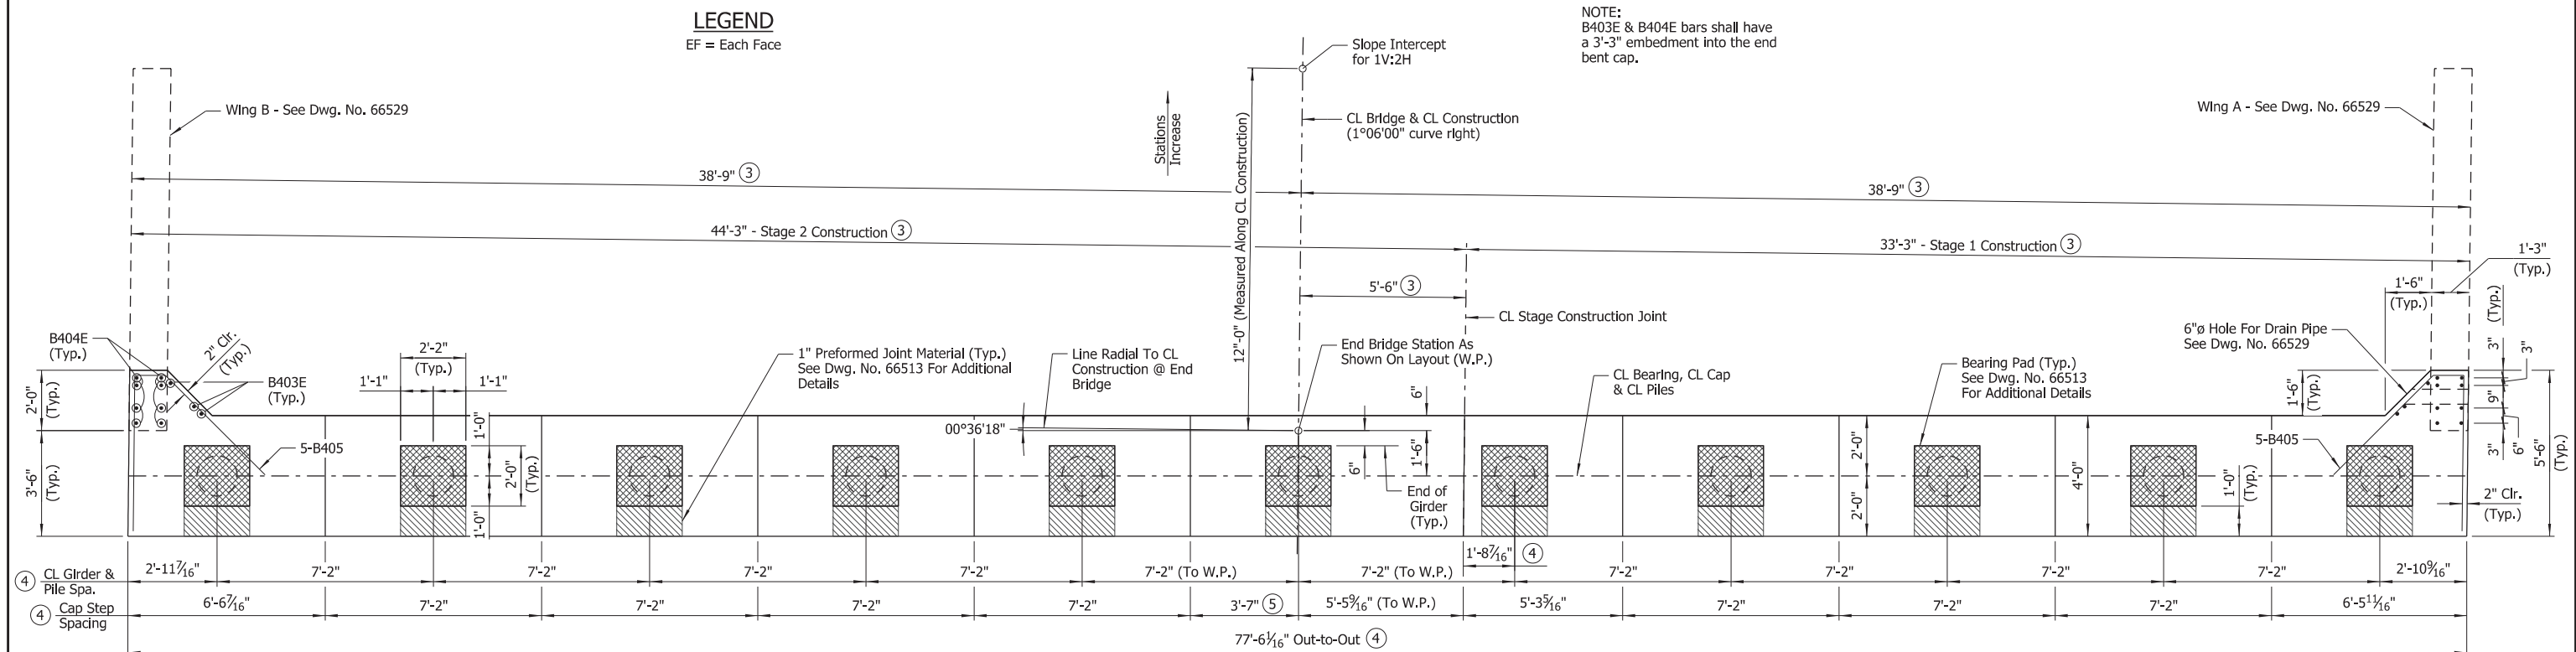 LEGEND
EF = Each Face
NOTE:
B403E & B404E bars shall have
a 3'-3" embedment into the end
bent cap.
Slope Intercept
for 1V:2H
Wing B - See Dwg. No. 66529
Stations
Increase
CL Bridge & CL Construction
(1°06'00" curve right)
Wing A - See Dwg. No. 66529
12"-0" (Measured Along CL Construction)
38'-9" ③
38'-9" ③
44'-3" - Stage 2 Construction ③
33'-3" - Stage 1 Construction ③
1'-3"
(Typ.)
5'-6" ③
1'-6"
(Typ.)
(Typ.)
3"
3"
9"
6"
3"
CL Stage Construction Joint
B404E
(Typ.)
2" Clr.
(Typ.)
B403E
(Typ.)
2'-2"
(Typ.)
1'-1"
1'-1"
1" Preformed Joint Material (Typ.)
See Dwg. No. 66513 For Additional
Details
Line Radial To CL
Construction @ End
Bridge
End Bridge Station As
Shown On Layout (W.P.)
CL Bearing, CL Cap
& CL Piles
Bearing Pad (Typ.)
See Dwg. No. 66513
For Additional Details
6"ø Hole For Drain Pipe
See Dwg. No. 66529
2'-0"
(Typ.)
3'-6"
(Typ.)
5-B405
1'-0"
1'-0"
2'-0"
(Typ.)
00°36'18"
6"
1'-6"
6"
End of
Girder
(Typ.)
2'-0"
2'-0"
4'-0"
1'-0"
(Typ.)
1'-6"
(Typ.)
5-B405
5'-6"
(Typ.)
2" Clr.
(Typ.)
1'-8 7/16" ④
④ CL Girder &
Pile Spa.
2'-11 7/16"
7'-2"
7'-2"
7'-2"
7'-2"
7'-2" (To W.P.)
7'-2" (To W.P.)
7'-2"
7'-2"
7'-2"
7'-2"
2'-10 9/16"
④ Cap Step
Spacing
6'-6 7/16"
7'-2"
7'-2"
7'-2"
7'-2"
3'-7" ⑤
5'-5 9/16" (To W.P.)
5'-3 5/16"
7'-2"
7'-2"
7'-2"
6'-5 11/16"
77'-6 1/16" Out-to-Out ④